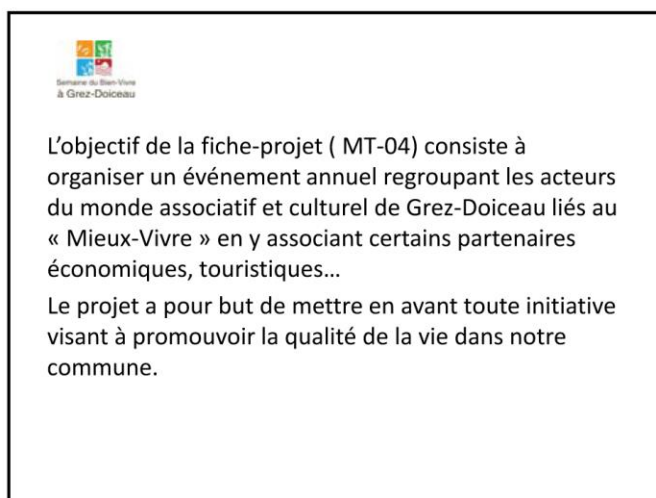 Semaine du Bien-Vivre
à Grez-Doiceau
L'objectif de la fiche-projet ( MT-04) consiste à
organiser un événement annuel regroupant les acteurs
du monde associatif et culturel de Grez-Doiceau liés au
« Mieux-Vivre » en y associant certains partenaires
économiques, touristiques…
Le projet a pour but de mettre en avant toute initiative
visant à promouvoir la qualité de la vie dans notre
commune.